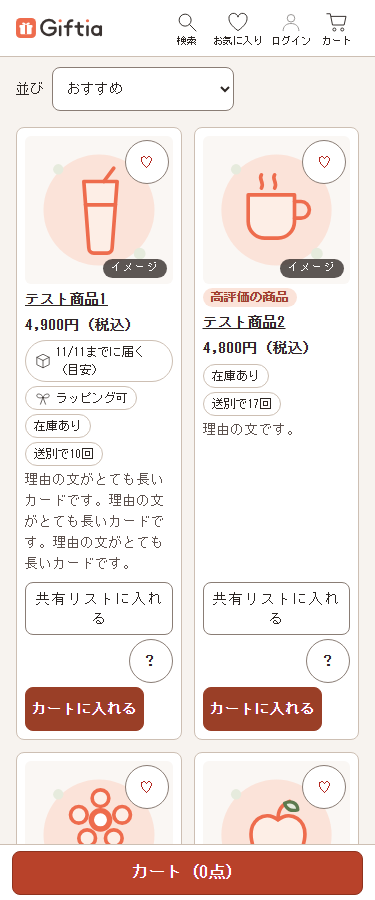 Giftia
検索
お気に入り
ログイン
カート
並び
おすすめ
イメージ
テスト商品1
4,900円（税込）
11/11までに届く
（目安）
ラッピング可
在庫あり
送別で10回
理由の文がとても長い
カードです。理由の文
がとても長いカードで
す。理由の文がとても
長いカードです。
共有リストに入れ
る
?
カートに入れる
イメージ
高評価の商品
テスト商品2
4,800円（税込）
在庫あり
送別で17回
理由の文です。
共有リストに入れ
る
?
カートに入れる
カート（0点）